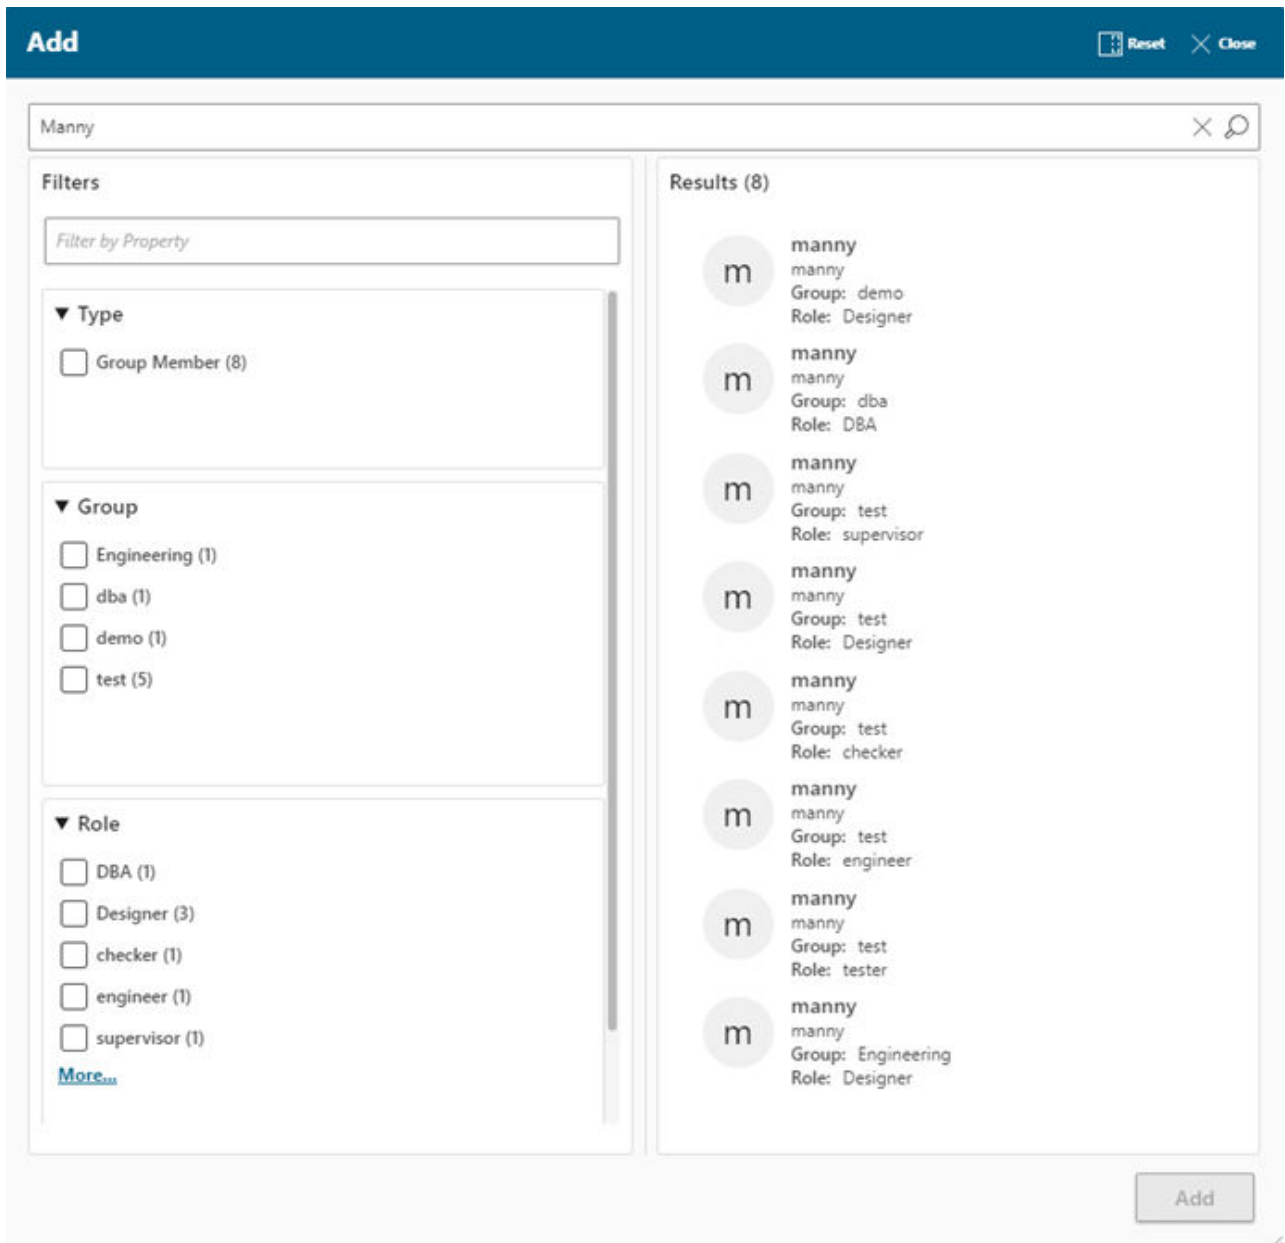 Add
Reset
Close
Manny
Filters
Filter by Property
Type
Group Member (8)
Group
Engineering (1)
dba (1)
demo (1)
test (5)
Role
DBA (1)
Designer (3)
checker (1)
engineer (1)
supervisor (1)
More...
Results (8)
m
manny
manny
Group: demo
Role: Designer
m
manny
manny
Group: dba
Role: DBA
m
manny
manny
Group: test
Role: supervisor
m
manny
manny
Group: test
Role: Designer
m
manny
manny
Group: test
Role: checker
m
manny
manny
Group: test
Role: engineer
m
manny
manny
Group: test
Role: tester
m
manny
manny
Group: Engineering
Role: Designer
Add